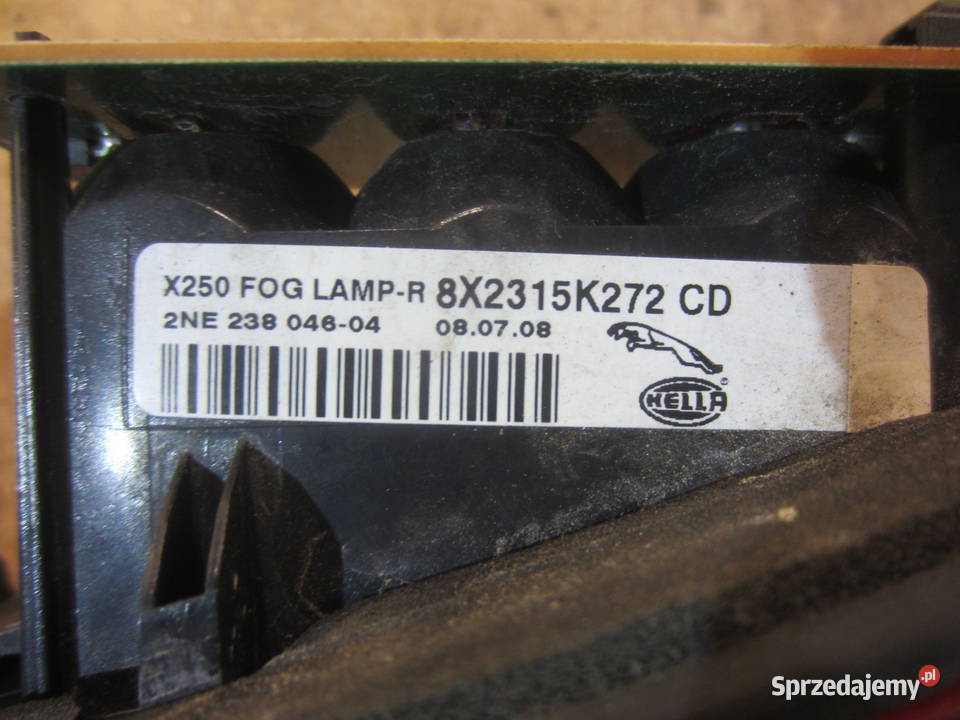 X250 FOG LAMP-R 8X2315K272 CD
2NE 238 046-04 08.07.08
HELLA
Sprzedajemy.pl